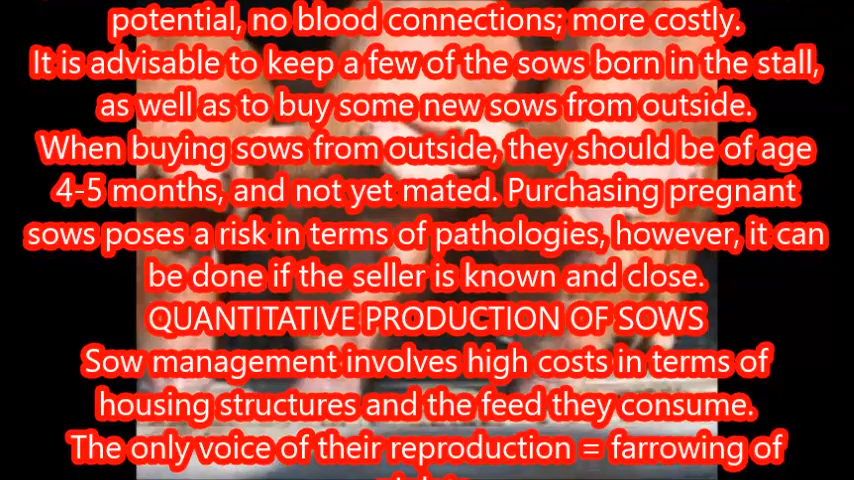 potential, no blood connections; more costly.
It is advisable to keep a few of the sows born in the stall,
as well as to buy some new sows from outside.
When buying sows from outside, they should be of age
4-5 months, and not yet mated. Purchasing pregnant
sows poses a risk in terms of pathologies, however, it can
be done if the seller is known and close.
QUANTITATIVE PRODUCTION OF SOWS
Sow management involves high costs in terms of
housing structures and the feed they consume.
The only voice of their reproduction = farrowing of